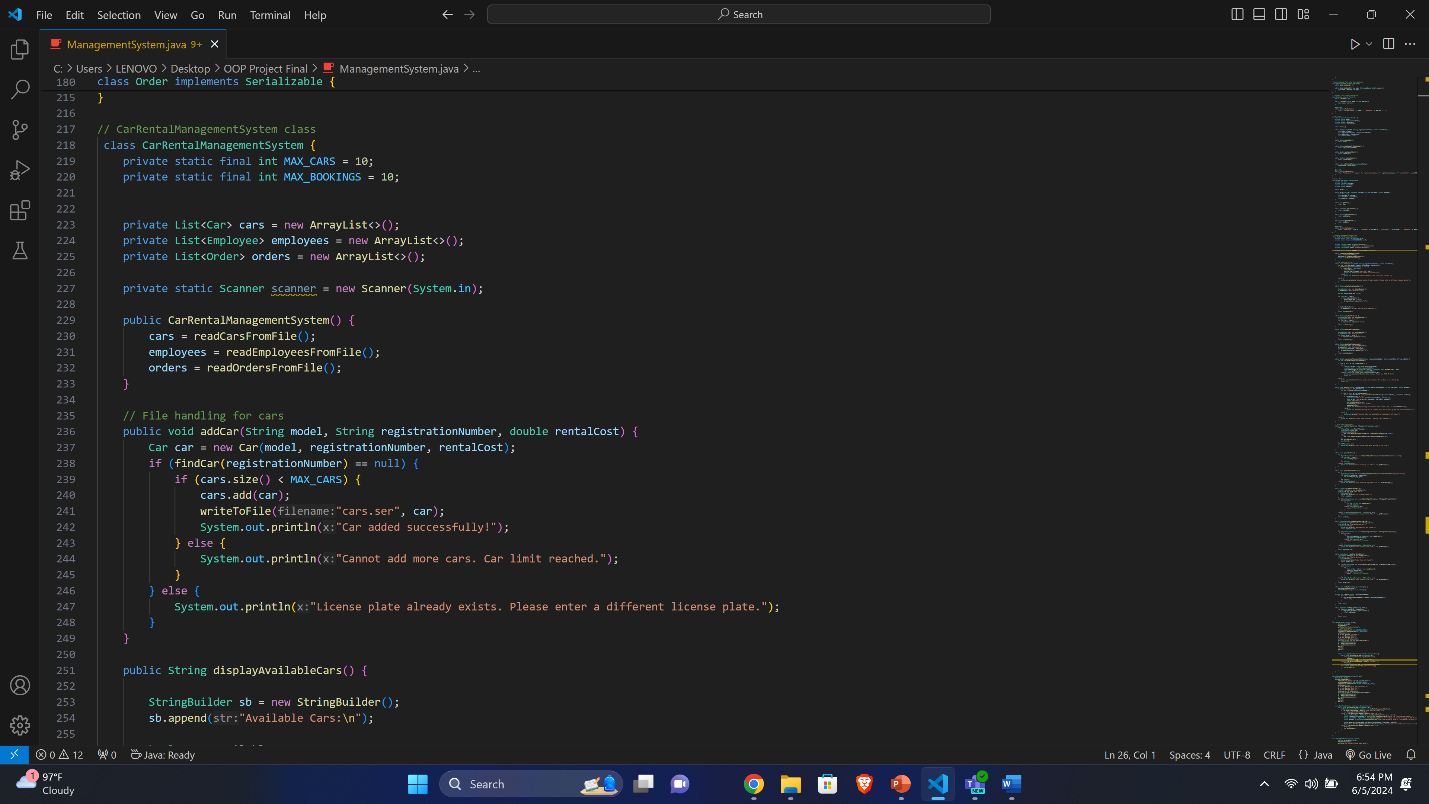 File Edit Selection View Go Run Terminal Help
Search
ManagementSystem.java 9+
C: > Users > LENOVO > Desktop > OOP Project Final > ManagementSystem.java > ...
180 class Order implements Serializable {
215 }
216
217 // CarRentalManagementSystem class
218 class CarRentalManagementSystem {
219 private static final int MAX_CARS = 10;
220 private static final int MAX_BOOKINGS = 10;
221
222
223 private List<Car> cars = new ArrayList<>();
224 private List<Employee> employees = new ArrayList<>();
225 private List<Order> orders = new ArrayList<>();
226
227 private static Scanner scanner = new Scanner(System.in);
228
229 public CarRentalManagementSystem() {
230 cars = readCarsFromFile();
231 employees = readEmployeesFromFile();
232 orders = readOrdersFromFile();
233 }
234
235 // File handling for cars
236 public void addCar(String model, String registrationNumber, double rentalCost) {
237 Car car = new Car(model, registrationNumber, rentalCost);
238 if (findCar(registrationNumber) == null) {
239 if (cars.size() < MAX_CARS) {
240 cars.add(car);
241 writeToFile(filename:"cars.ser", car);
242 System.out.println(x:"Car added successfully!");
243 } else {
244 System.out.println(x:"Cannot add more cars. Car limit reached.");
245 }
246 } else {
247 System.out.println(x:"License plate already exists. Please enter a different license plate.");
248 }
249 }
250
251 public String displayAvailableCars() {
252
253 StringBuilder sb = new StringBuilder();
254 sb.append(str:"Available Cars:\n");
255
0 12 0 Java: Ready Ln 26, Col 1 Spaces: 4 UTF-8 CRLF {} Java Go Live
1 97°F
Cloudy
Search
NEW
6:54 PM
6/5/2024